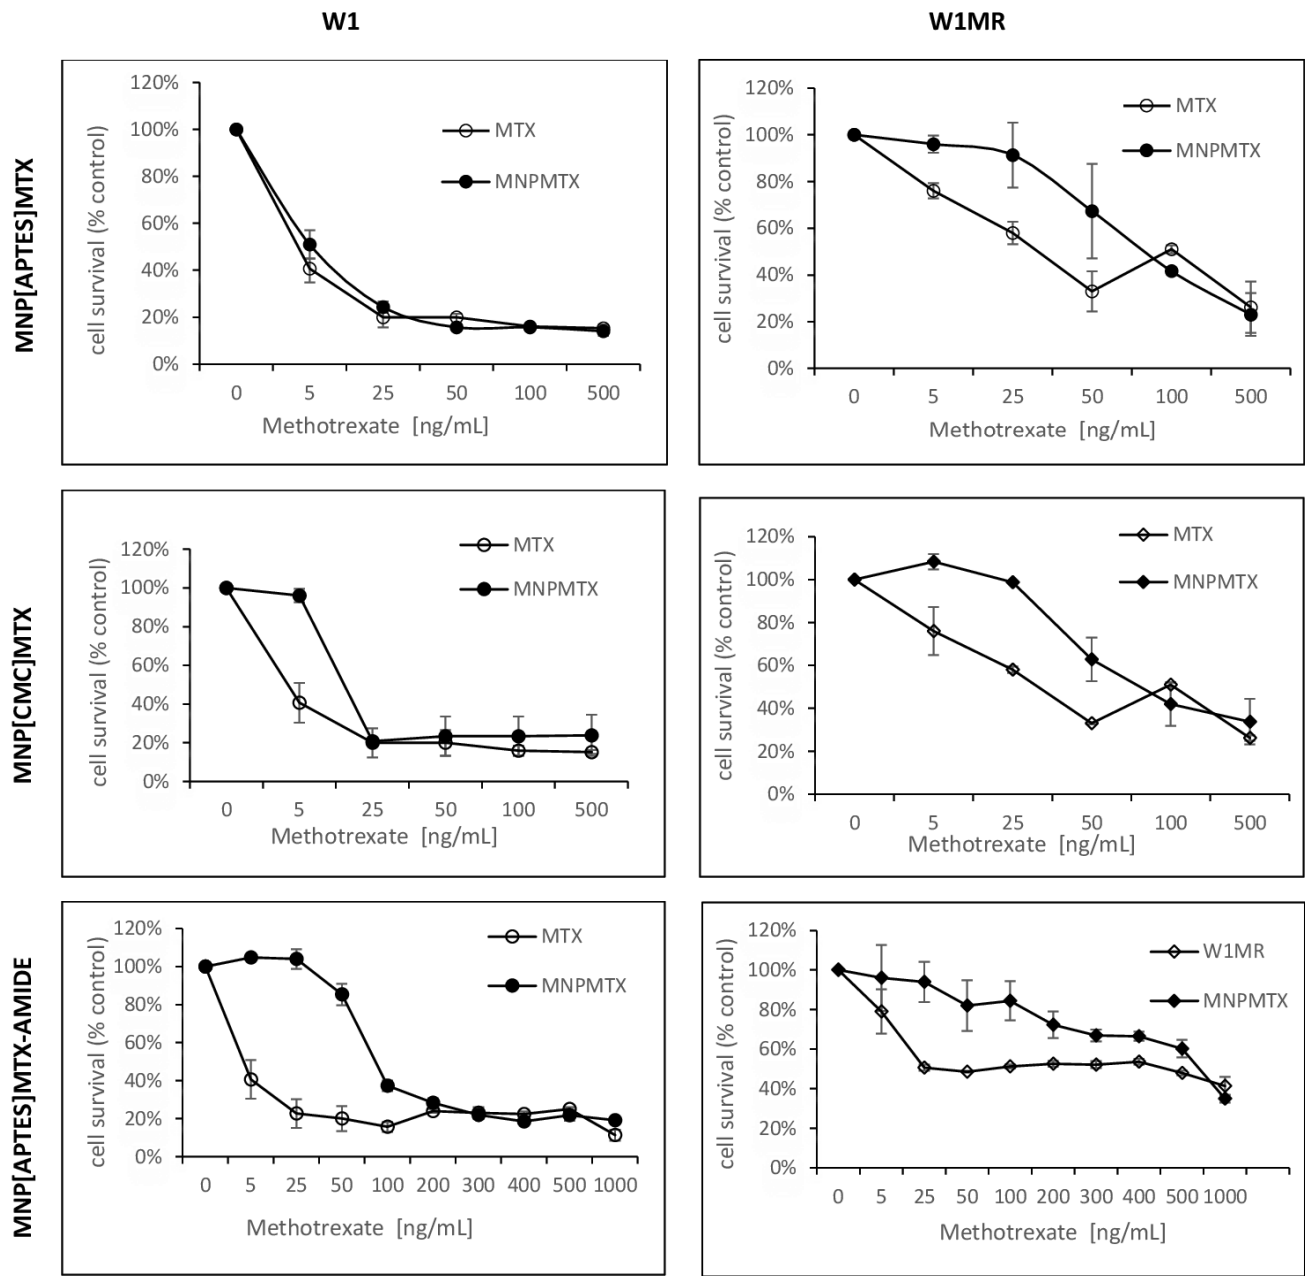 W1
W1MR
MNP[APTES]MTX
120%
100%
80%
60%
40%
20%
0%
cell survival (% control)
MTX
MNPMTX
0 5 25 50 100 500
Methotrexate [ng/mL]
120%
100%
80%
60%
40%
20%
0%
cell survival (% control)
MTX
MNPMTX
0 5 25 50 100 500
Methotrexate [ng/mL]
MNP[CMC]MTX
120%
100%
80%
60%
40%
20%
0%
cell survival (% control)
MTX
MNPMTX
0 5 25 50 100 500
Methotrexate [ng/mL]
120%
100%
80%
60%
40%
20%
0%
cell survival (% control)
MTX
MNPMTX
0 5 25 50 100 500
Methotrexate [ng/mL]
MNP[APTES]MTX-AMIDE
120%
100%
80%
60%
40%
20%
0%
cell survival (% control)
MTX
MNPMTX
0 5 25 50 100 200 300 400 500 1000
Methotrexate [ng/mL]
120%
100%
80%
60%
40%
20%
0%
cell survival (% control)
W1MR
MNPMTX
0 5 25 50 100 200 300 400 500 1000
Methotrexate [ng/mL]